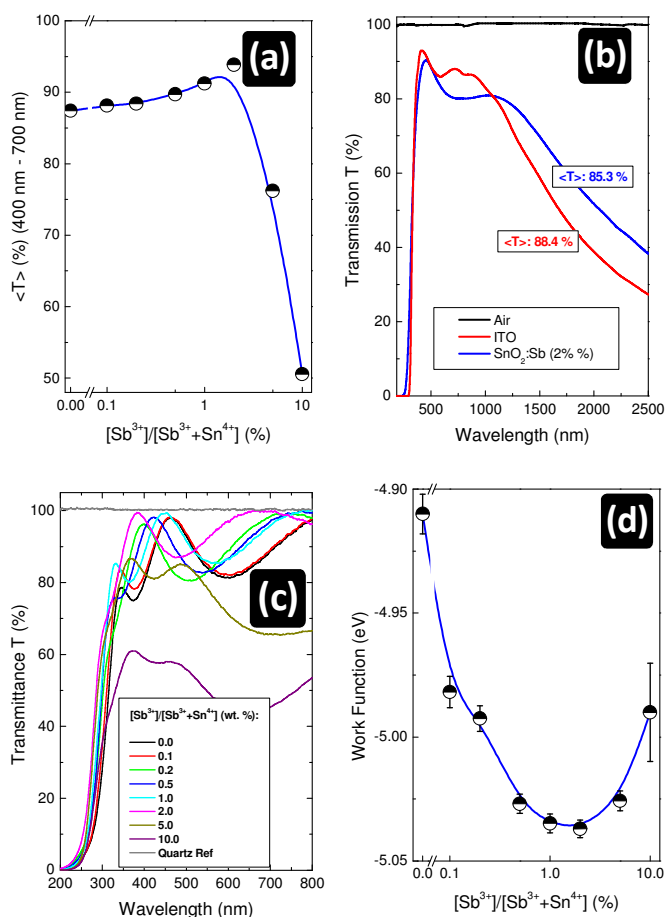 (a)
<T> (%) (400 nm - 700 nm)
100
90
80
70
60
50
0.00 0.1 1 10
[Sb³⁺]/[Sb³⁺+Sn⁴⁺] (%)
(b)
Transmission T (%)
100
80
60
40
20
0
<T>: 85.3 %
<T>: 88.4 %
Air
ITO
SnO₂:Sb (2% %)
500 1000 1500 2000 2500
Wavelength (nm)
(c)
Transmittance T (%)
100
80
60
40
20
0
[Sb³⁺]/[Sb³⁺+Sn⁴⁺] (wt. %):
0.0
0.1
0.2
0.5
1.0
2.0
5.0
10.0
Quartz Ref
200 300 400 500 600 700 800
Wavelength (nm)
(d)
Work Function (eV)
-4.90
-4.95
-5.00
-5.05
0.0 0.1 1.0 10.0
[Sb³⁺]/[Sb³⁺+Sn⁴⁺] (%)